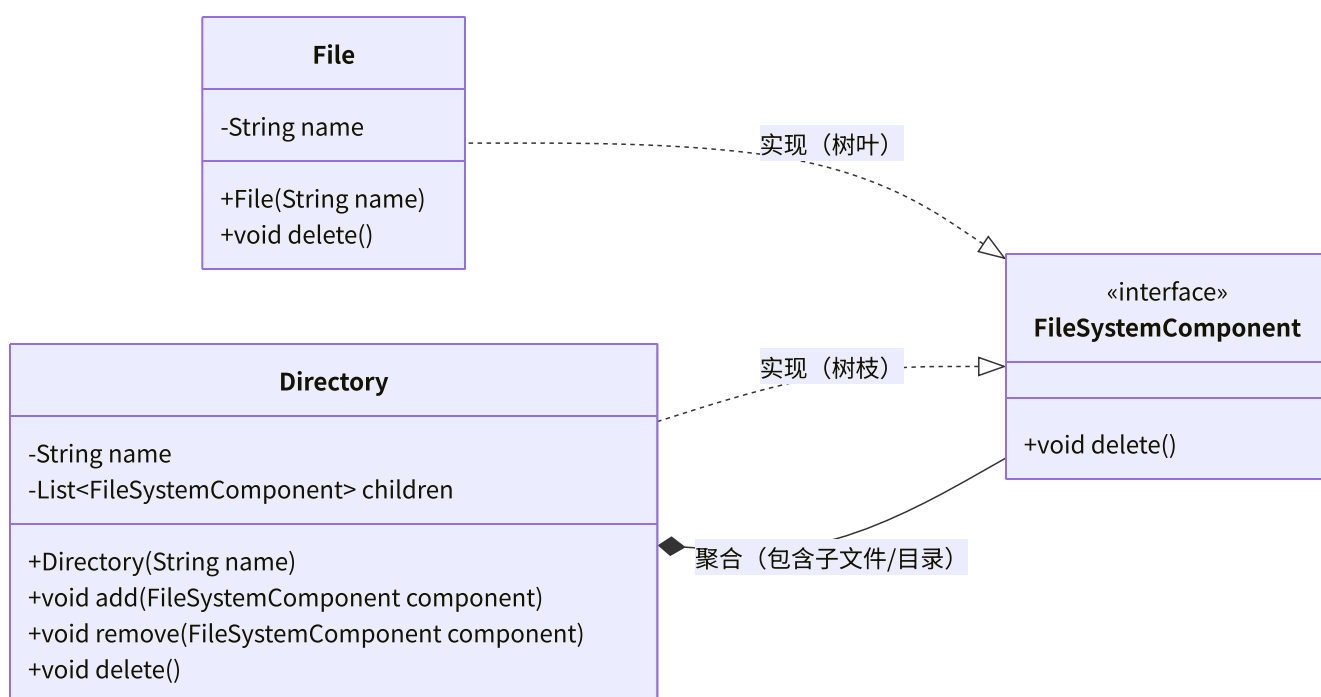 File
-String name
+File(String name)
+void delete()
实现（树叶）
«interface»
FileSystemComponent
+void delete()
实现（树枝）
Directory
-String name
-List<FileSystemComponent> children
+Directory(String name)
+void add(FileSystemComponent component)
+void remove(FileSystemComponent component)
+void delete()
聚合（包含子文件/目录）